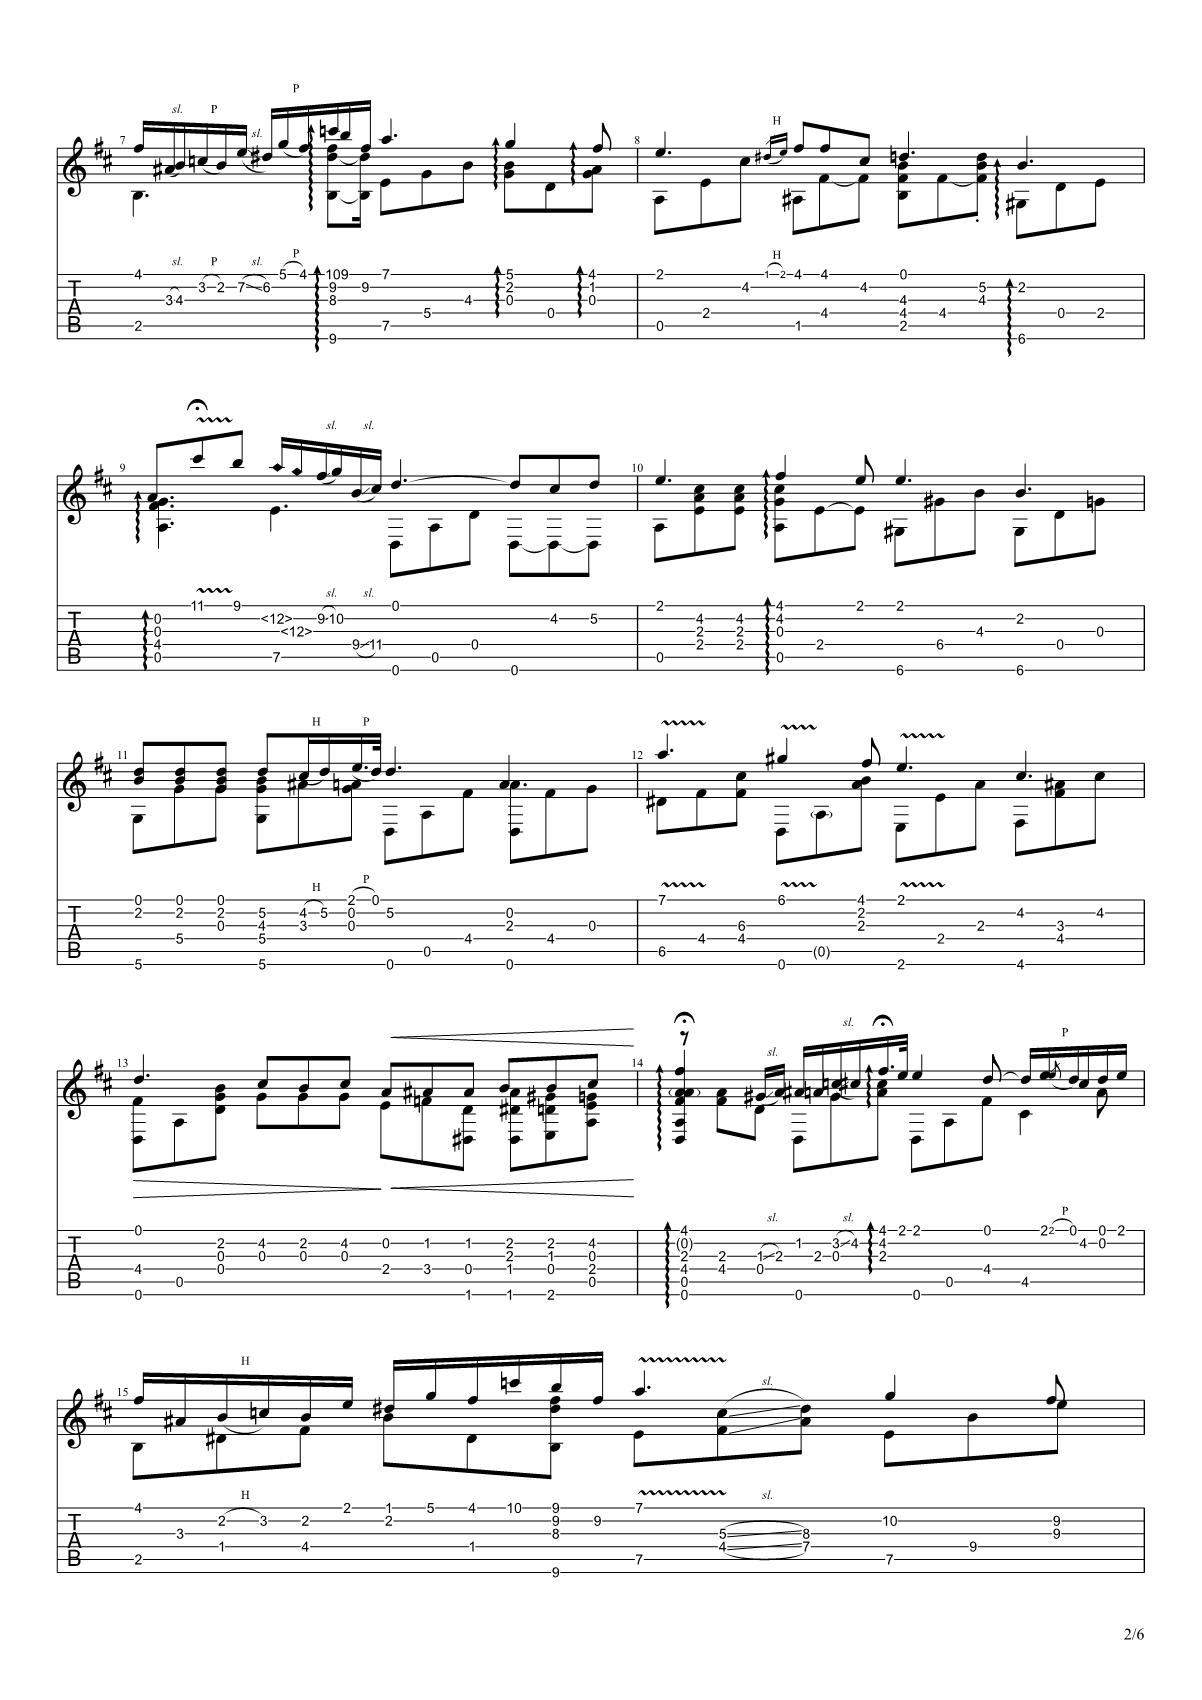 P
sl. P
sl.
7 H 8
sl. P sl. P H
4 5 4 109 7 5 4 2 1 2 4 4 0
T 3 2 7 6 9 9 2 1 4 4 5 2
A 3 4 8 4 0 0 4 4
5 0 2 4 4 4 0 2
B 2 7 0 1 2
9 6
sl. sl.
9 10
sl. sl.
11 9 0 2 4 2 2
T 0 <12> 9 10 4 5 4 4 4 2
A 0 <12> 2 2 0 4 0
4 9 11 0 2 2 2 6 0
B 0 7 0 0 0
0 0 6 6
H P
11 12
H P
0 0 0 2 0 7 6 4 2
T 2 2 2 5 4 5 0 5 0 2 4 4
A 0 4 3 0 2 0 6 2 2 3
5 5 4 4 4 4 2 4
B 0 6 (0)
5 5 0 0 0 2 4
sl.
13 14 sl. P
sl. sl. P
0 4 4 2 2 0 2 2 0 0 2
T 2 4 2 4 0 1 1 2 2 4 (0) 1 3 4 4 4 0
A 0 0 0 0 2 1 0 2 2 1 2 2 0 2
4 0 2 3 0 1 0 2 4 4 0 4
B 0 0 0 0 4
0 1 1 2 0 0 0
H
15 sl.
H sl.
4 2 1 5 4 10 9 7
T 2 3 2 2 9 9 10 9
A 3 8 5 8 9
1 4 1 4 7 9
B 2 7 7
9
2/6